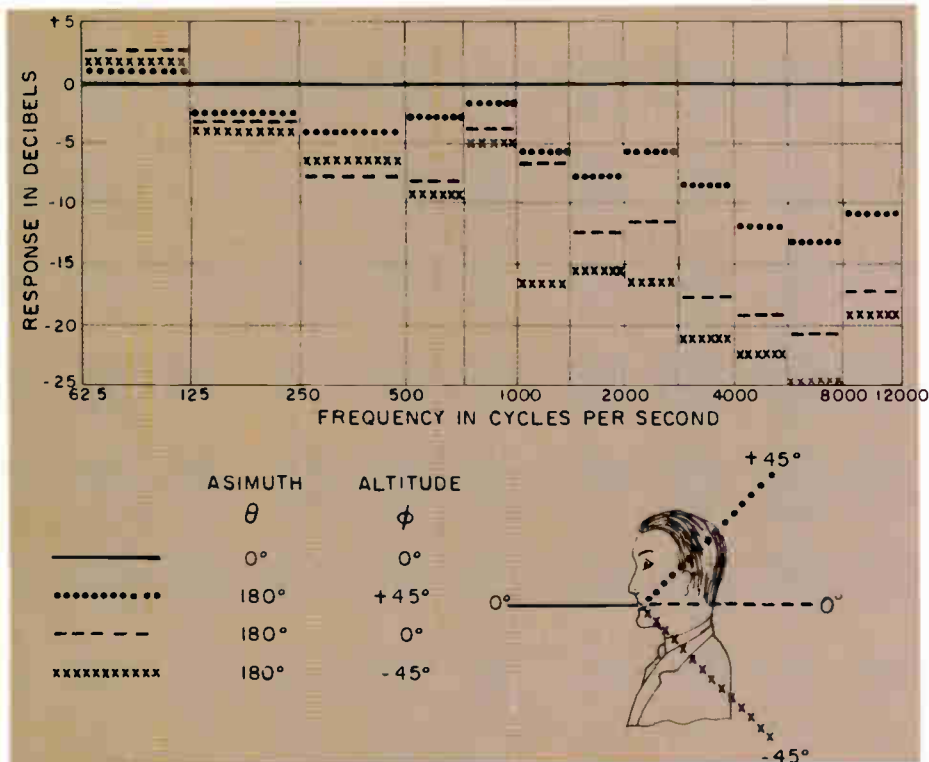 +5
0
-5
-10
-15
-20
-25
RESPONSE IN DECIBELS
62 5 125 250 500 1000 2000 4000 8000 12000
FREQUENCY IN CYCLES PER SECOND
ASIMUTH ALTITUDE
θ ϕ
0° 0°
180° +45°
180° 0°
180° -45°
+45°
0° 0°
-45°